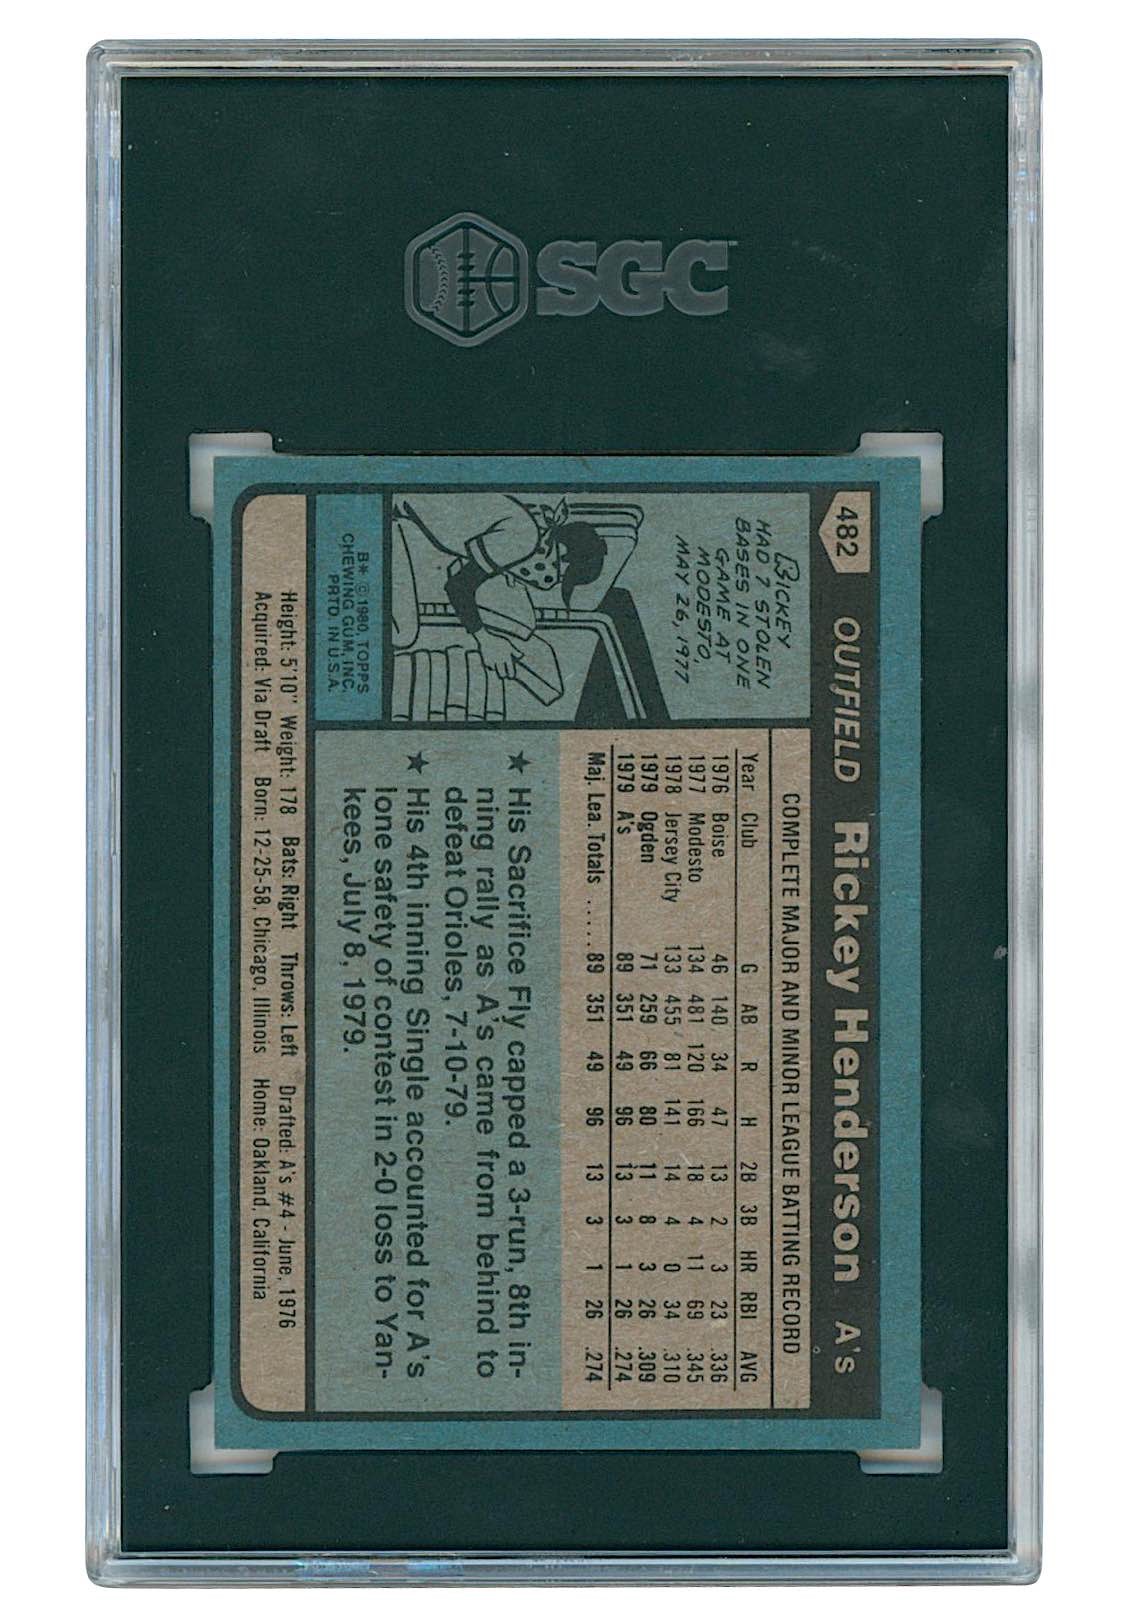 SGC
482 OUTFIELD Rickey Henderson A's
RICKEY
HAD 7 STOLEN
BASES IN ONE
GAME AT
MODESTO,
MAY 26, 1977
B* © 1980, TOPPS
CHEWING GUM, INC.
PRTD. IN U.S.A.
COMPLETE MAJOR AND MINOR LEAGUE BATTING RECORD
Year Club G AB R H 2B 3B HR RBI AVG
1976 Boise 46 140 34 47 13 2 3 23 .336
1977 Modesto 134 481 120 166 18 4 11 69 .345
1978 Jersey City 133 455 81 141 14 4 0 34 .310
1979 Ogden 71 259 66 80 11 8 3 26 .309
1979 A's 89 351 49 96 13 3 1 26 .274
Maj. Lea. Totals ......89 351 49 96 13 3 1 26 .274
★ His Sacrifice Fly capped a 3-run, 8th in-
ning rally as A's came from behind to
defeat Orioles, 7-10-79.
★ His 4th inning Single accounted for A's
lone safety of contest in 2-0 loss to Yan-
kees, July 8, 1979.
Height: 5'10" Weight: 178 Bats: Right Throws: Left Drafted: A's #4 - June, 1976
Acquired: Via Draft Born: 12-25-58, Chicago, Illinois Home: Oakland, California